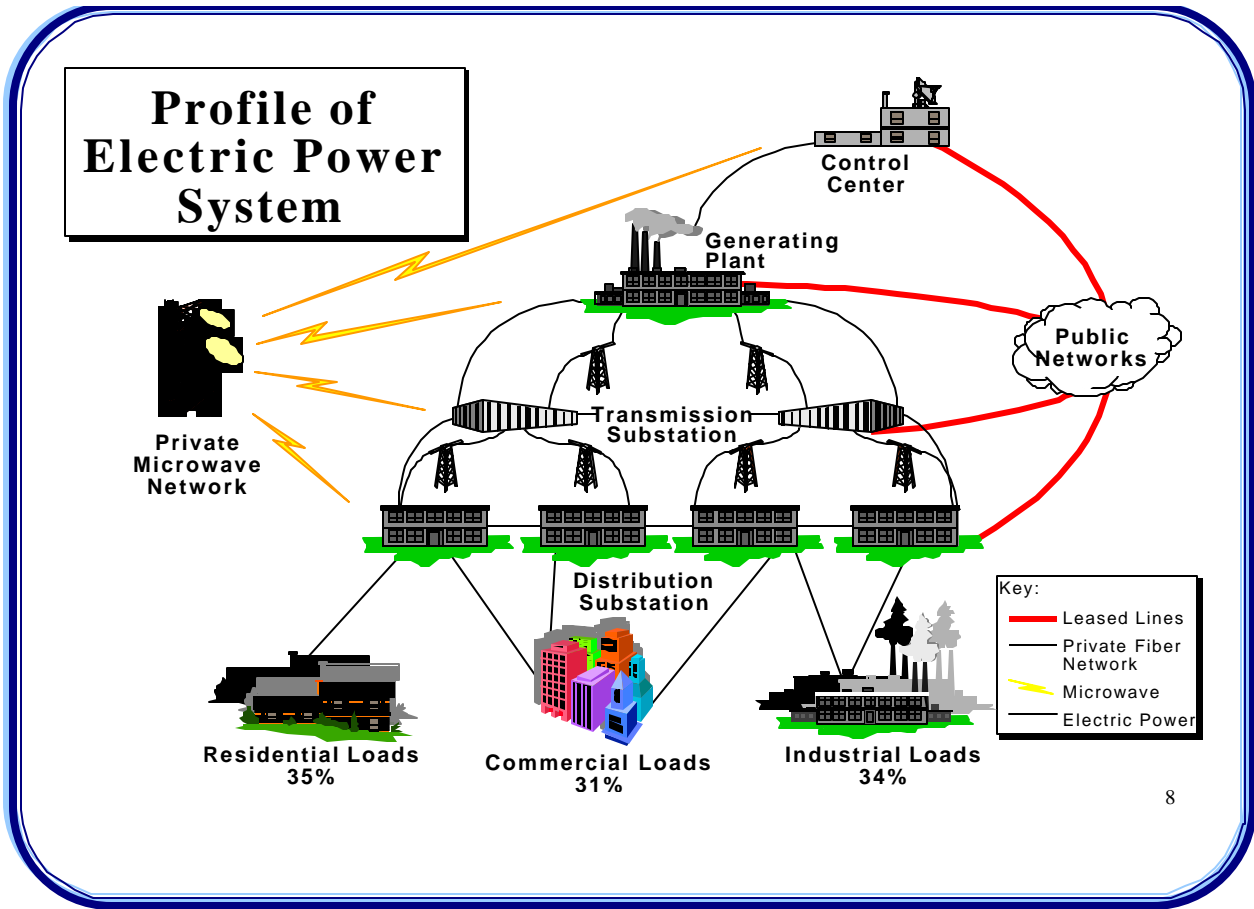 Profile of
Electric Power
System
Control
Center
Generating
Plant
Public
Networks
Transmission
Substation
Private
Microwave
Network
Distribution
Substation
Key:
Leased Lines
Private Fiber
Network
Microwave
Electric Power
Residential Loads
35%
Commercial Loads
31%
Industrial Loads
34%
8